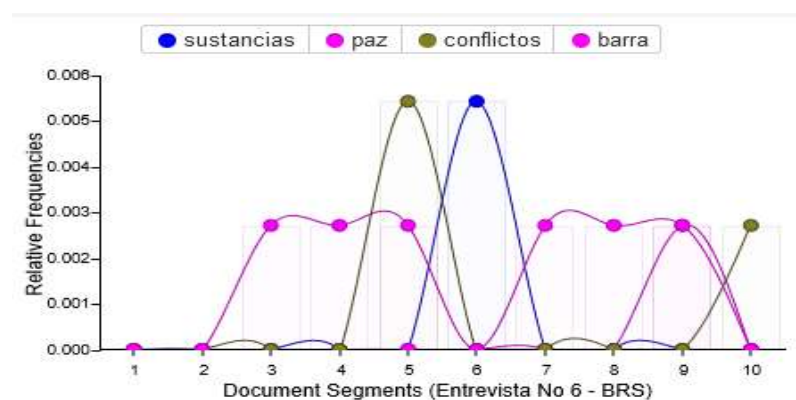 sustancias paz conflictos barra
0.006
0.005
0.004
0.003
0.002
0.001
0.000
Relative Frequencies
1 2 3 4 5 6 7 8 9 10
Document Segments (Entrevista No 6 - BRS)